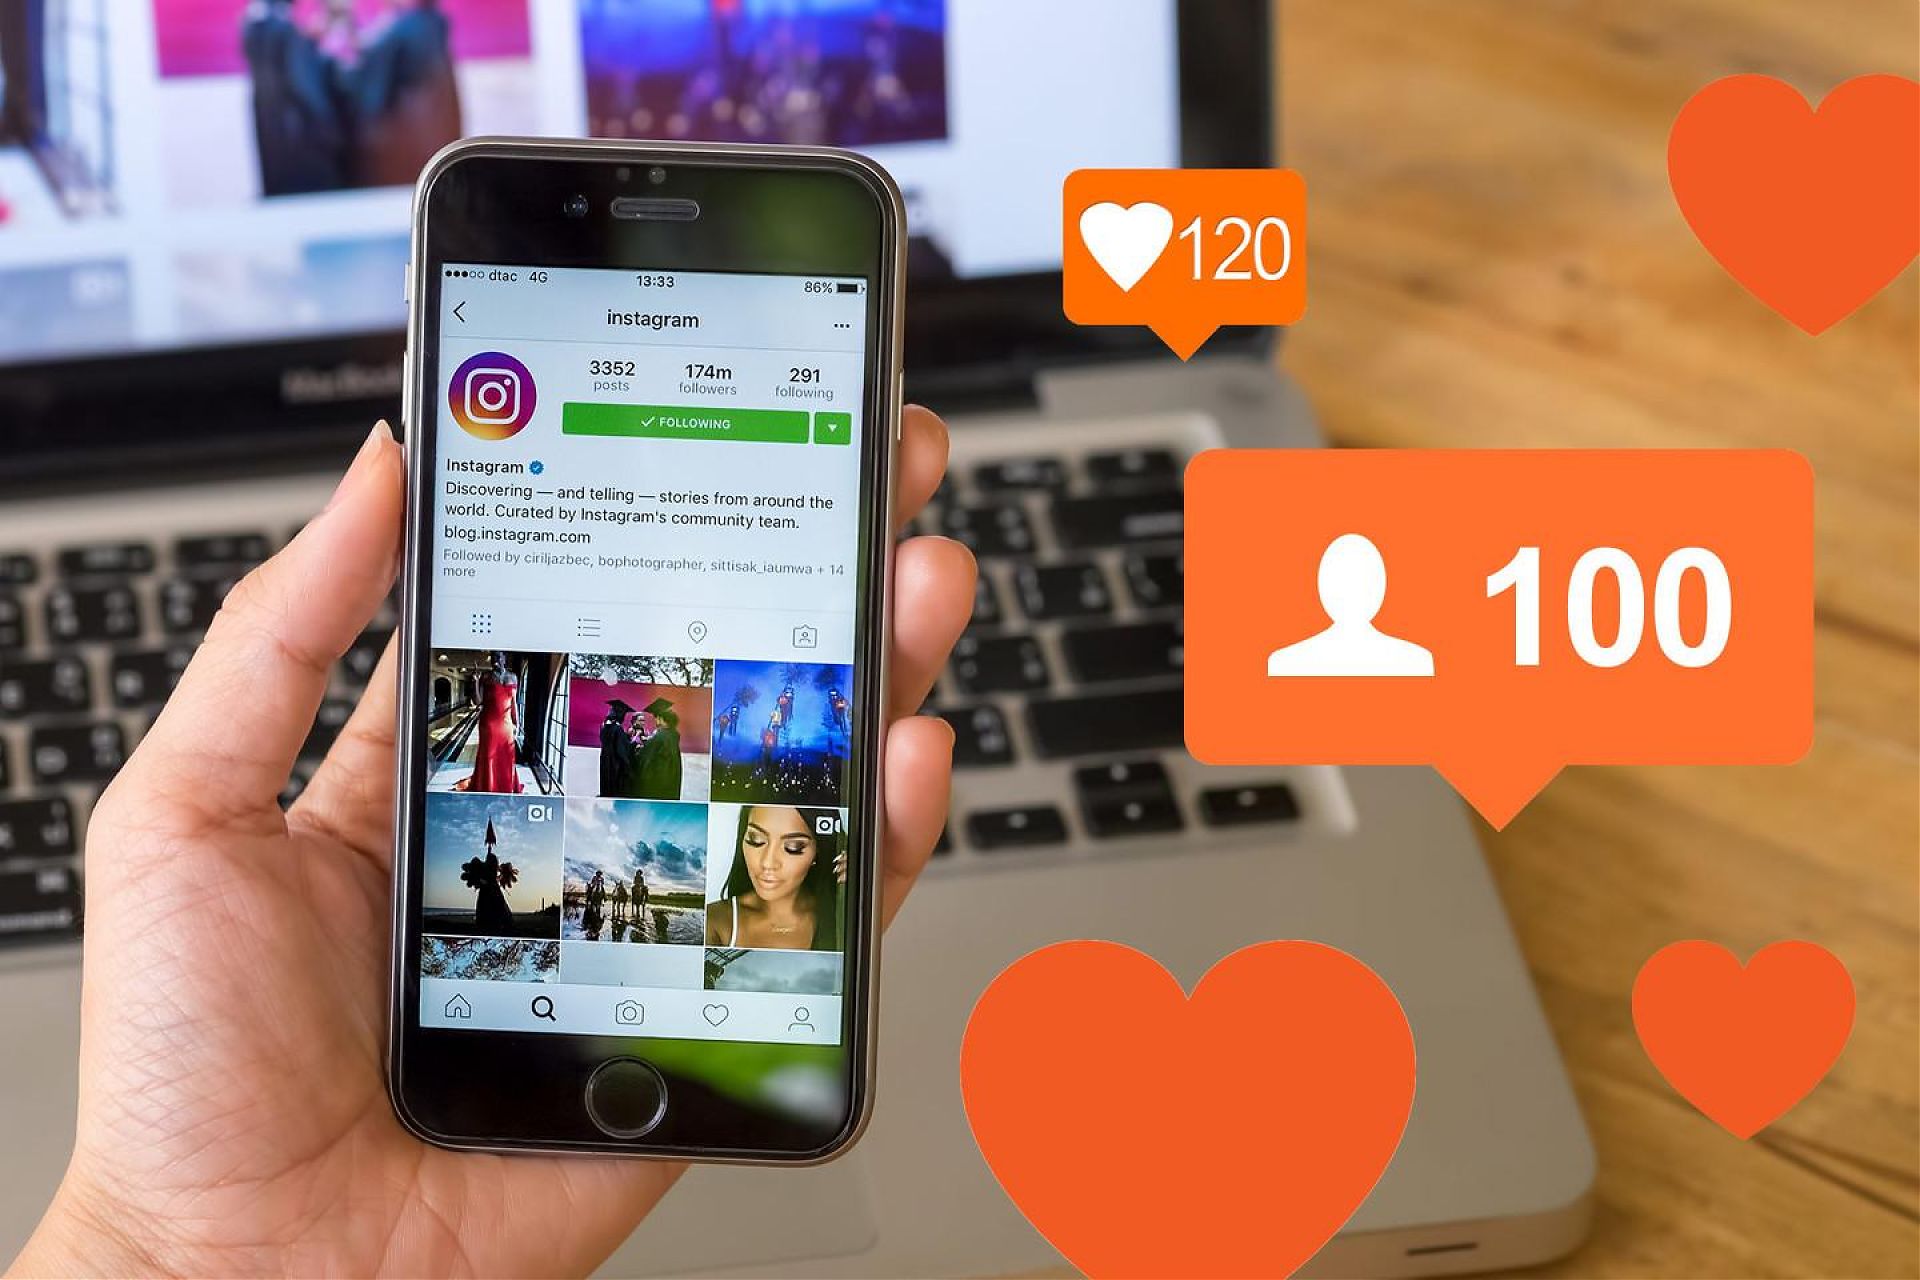 dtac 4G 13:33 86%
instagram
3352 174m 291
posts followers following
FOLLOWING
Instagram
Discovering — and telling — stories from around the
world. Curated by Instagram's community team.
blog.instagram.com
Followed by ciriljazbec, bophotographer, sittisak_iaumwa + 14
more
120
100